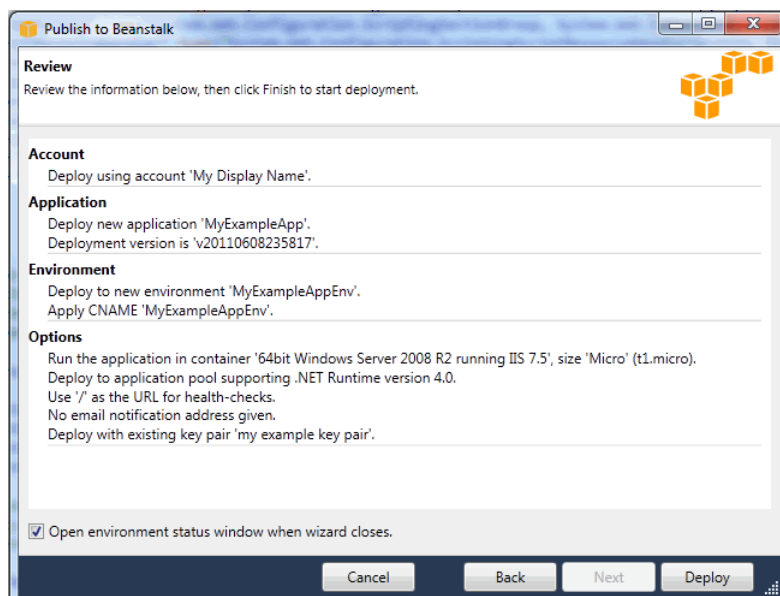 Publish to Beanstalk
Review
Review the information below, then click Finish to start deployment.
Account
Deploy using account 'My Display Name'.
Application
Deploy new application 'MyExampleApp'.
Deployment version is 'v20110608235817'.
Environment
Deploy to new environment 'MyExampleAppEnv'.
Apply CNAME 'MyExampleAppEnv'.
Options
Run the application in container '64bit Windows Server 2008 R2 running IIS 7.5', size 'Micro' (t1.micro).
Deploy to application pool supporting .NET Runtime version 4.0.
Use '/' as the URL for health-checks.
No email notification address given.
Deploy with existing key pair 'my example key pair'.
Open environment status window when wizard closes.
Cancel Back Next Deploy